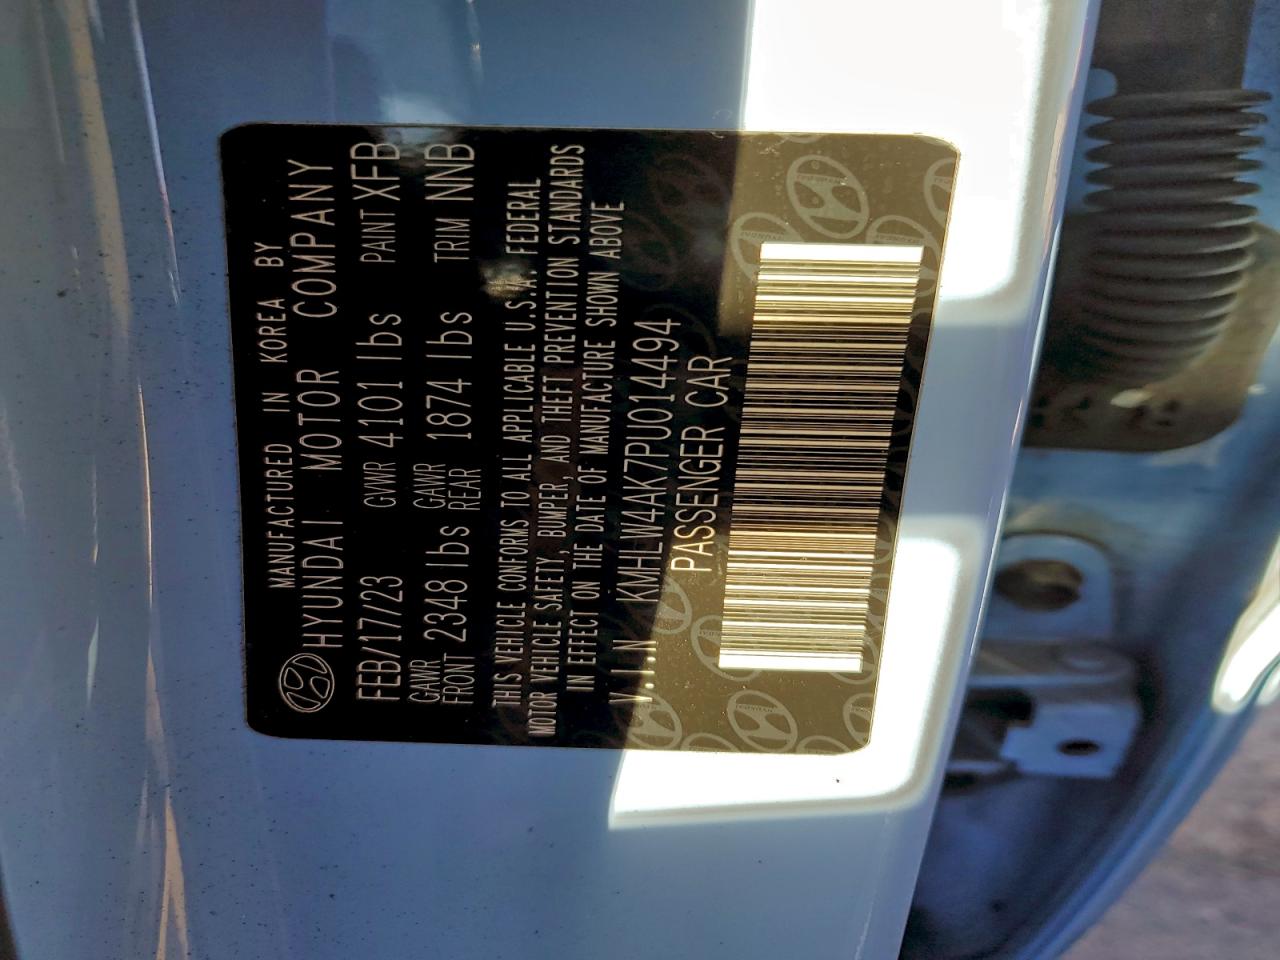 MANUFACTURED IN KOREA BY
HYUNDAI MOTOR COMPANY
FEB/17/23 GVWR 4101 lbs PAINT XFB
GAWR FRONT 2348 lbs GAWR REAR 1874 lbs TRIM NNB
THIS VEHICLE CONFORMS TO ALL APPLICABLE U.S.A. FEDERAL
MOTOR VEHICLE SAFETY, BUMPER, AND THEFT PREVENTION STANDARDS
IN EFFECT ON THE DATE OF MANUFACTURE SHOWN ABOVE
V.I.N KMHLW4AK7PU014494
PASSENGER CAR